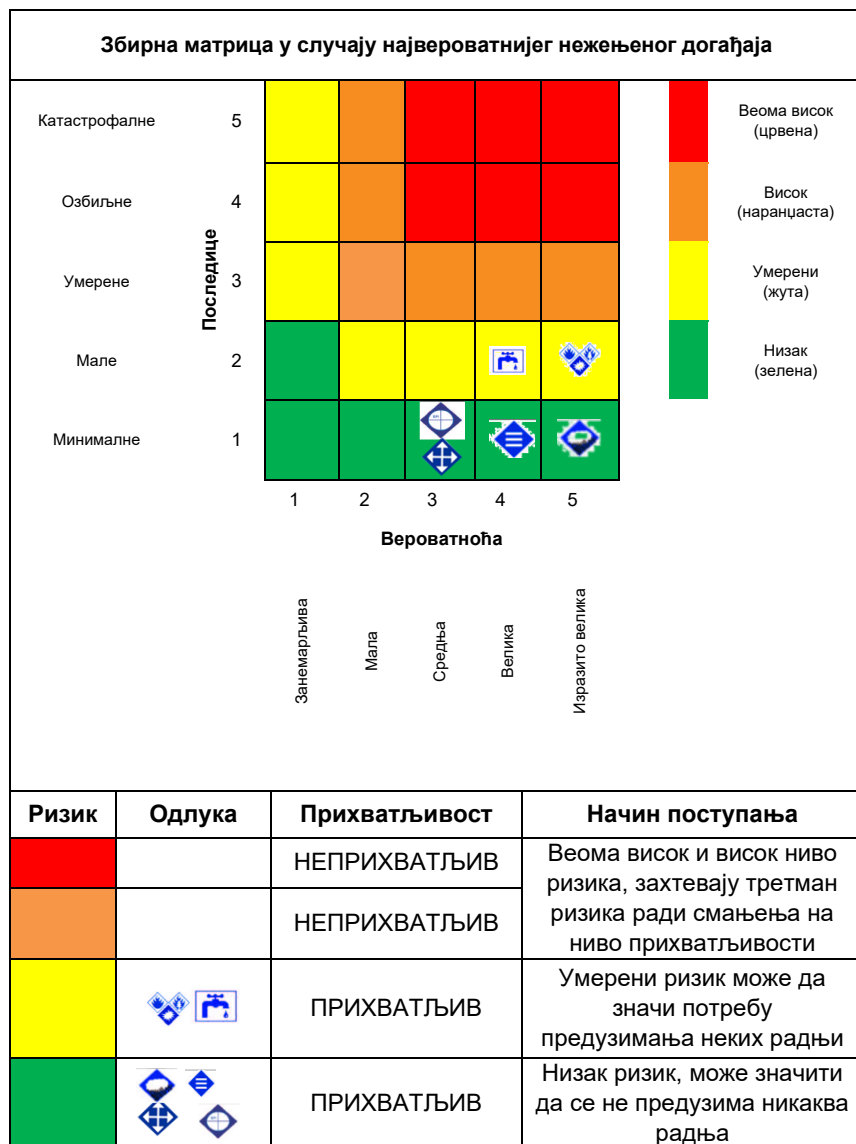 Збирна матрица у случају највероватнијег нежењеног догађаја
Катастрофалне 5
Озбиљне 4
Умерене 3
Мале 2
Минималне 1
Последице
Веома висок
(црвена)
Висок
(наранџаста)
Умерени
(жута)
Низак
(зелена)
1 2 3 4 5
Вероватноћа
Занемарљива
Мала
Средња
Велика
Изразито велика
Ризик Одлука Прихватљивост Начин поступања
НЕПРИХВАТЉИВ
НЕПРИХВАТЉИВ
Веома висок и висок ниво
ризика, захтевају третман
ризика ради смањења на
ниво прихватљивости
ПРИХВАТЉИВ
Умерени ризик може да
значи потребу
предузимања неких радњи
ПРИХВАТЉИВ
Низак ризик, може значити
да се не предузима никаква
радња